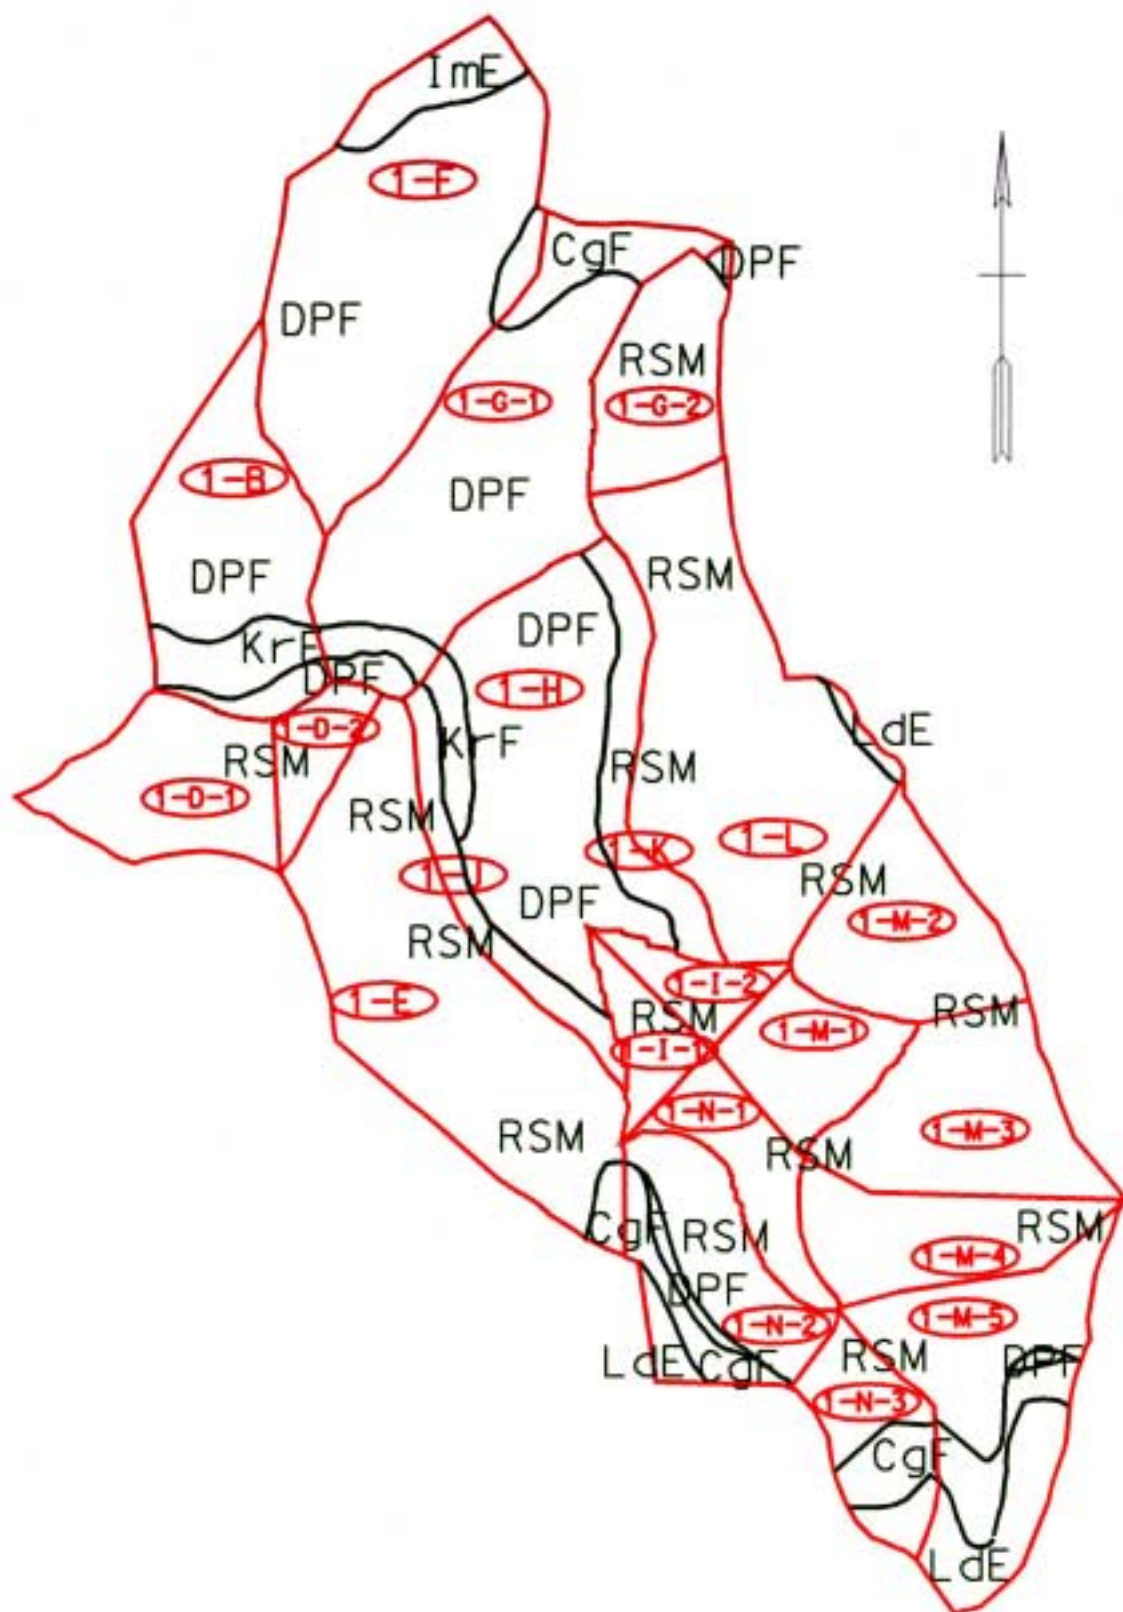 ImE
1-F
CgF
DPF
DPF
RSM
1-G-1
1-G-2
1-B
DPF
RSM
DPF
DPF
KrF
DPF
1-H
1-D-2
KrF
LdE
RSM
RSM
1-D-1
RSM
1-K
1-L
1-J
RSM
DPF
1-M-2
RSM
1-I-2
1-E
RSM
RSM
1-M-1
1-I-1
1-N-1
1-M-3
RSM
RSM
CgF
RSM
RSM
1-M-4
DPF
1-M-5
1-N-2
RSM
DPF
LdE
CgF
1-N-3
CgF
LdE